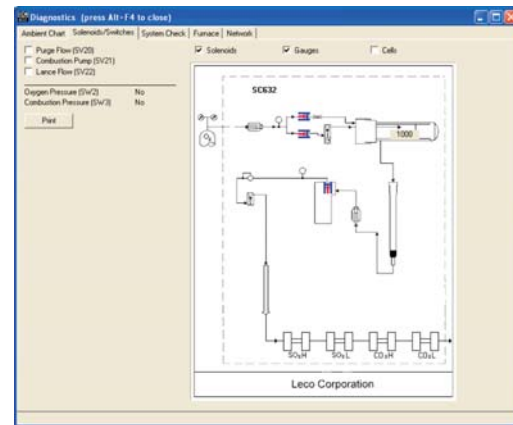 Diagnostics (press Alt-F4 to close)
Ambient Chart Solenoids/Switches System Check Furnace Network
Purge Flow (SV20)
Combustion Pump (SV21)
Lance Flow (SV22)
Solenoids Gauges Cells
Oxygen Pressure (SW2) No
Combustion Pressure (SW3) No
Print
SC632
1000
SO₂H SO₂L CO₂H CO₂L
Leco Corporation